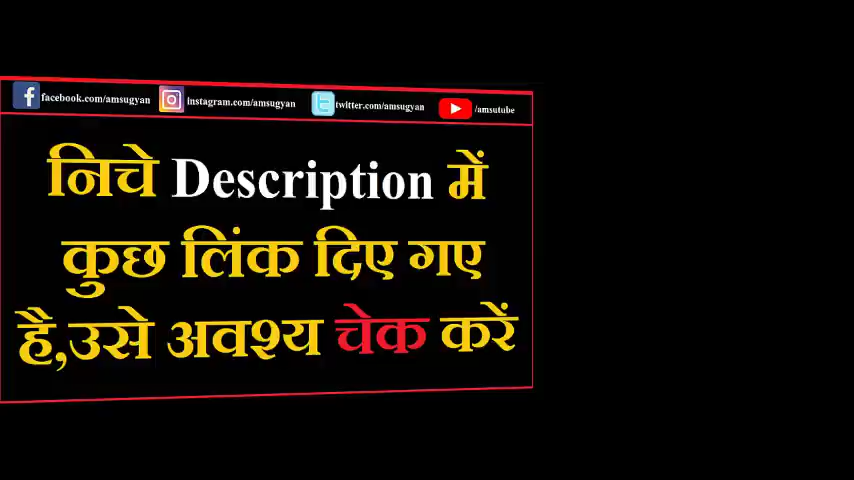 facebook.com/amsugyan instagram.com/amsugyan twitter.com/amsugyan /amsutube
निचे Description में
कुछ लिंक दिए गए
है,उसे अवश्य चेक करें